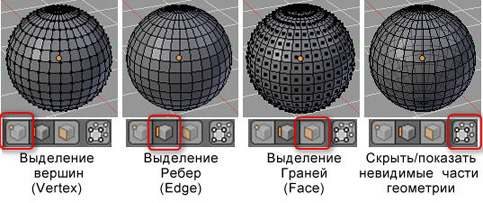 Выделение
вершин
(Vertex)
Выделение
Ребер
(Edge)
Выделение
Граней
(Face)
Скрыть/показать
невидимые части
геометрии